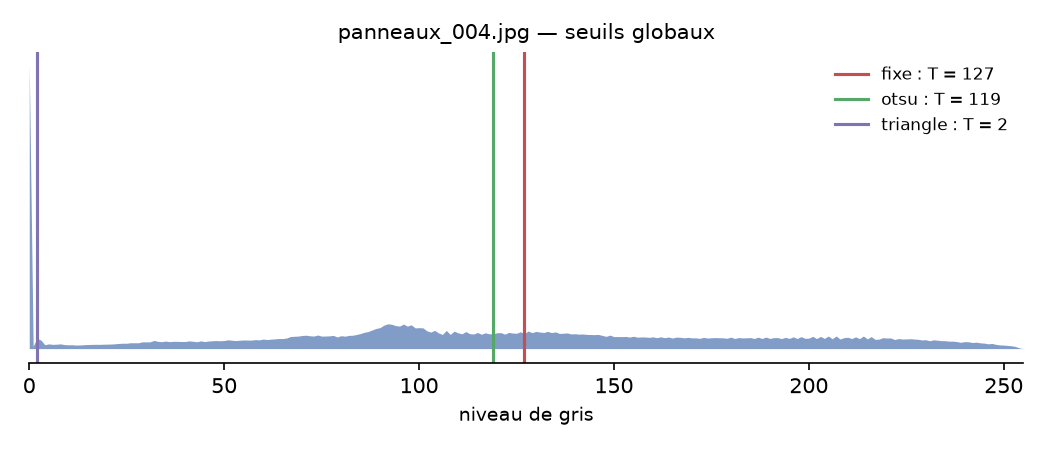 panneaux_004.jpg — seuils globaux
fixe : T = 127
otsu : T = 119
triangle : T = 2
0 50 100 150 200 250
niveau de gris